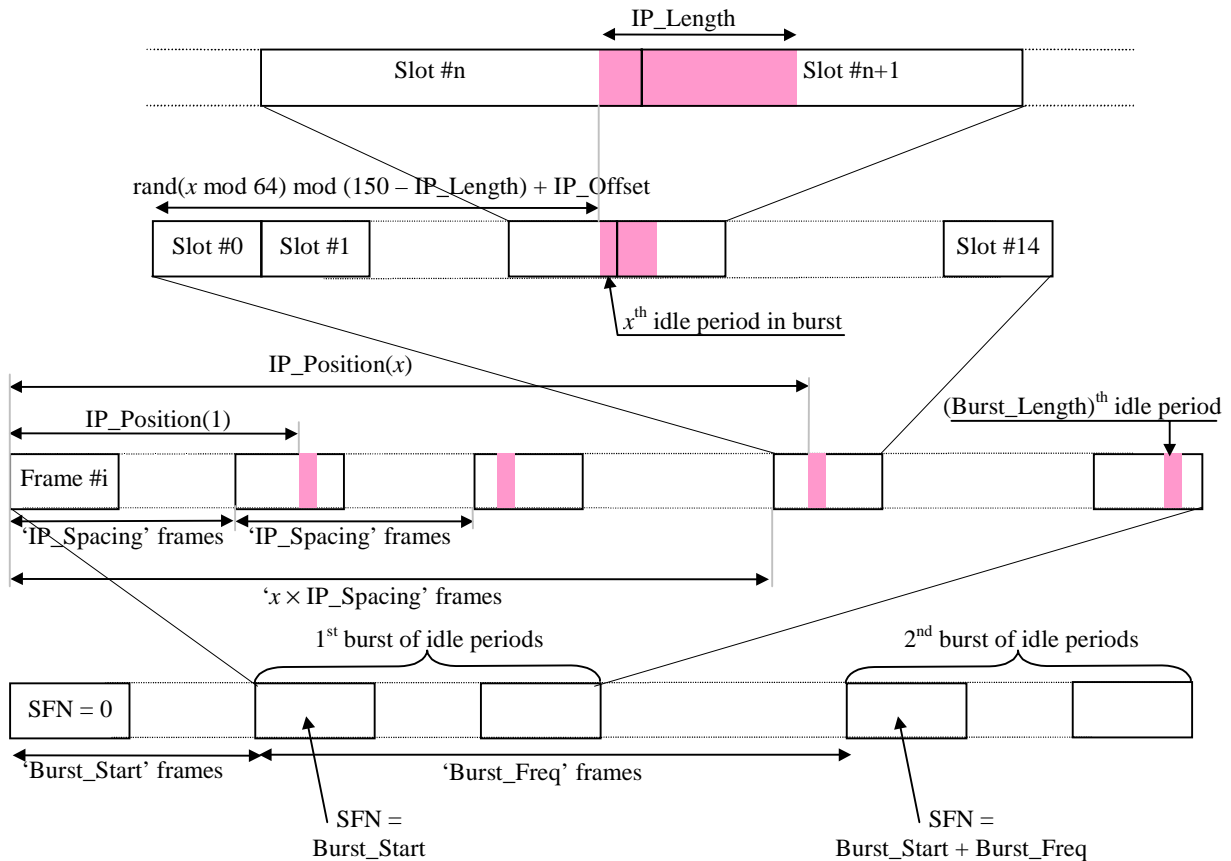 IP_Length
Slot #n
Slot #n+1
rand(x mod 64) mod (150 – IP_Length) + IP_Offset
Slot #0
Slot #1
Slot #14
xth idle period in burst
IP_Position(x)
(Burst_Length)th idle period
IP_Position(1)
Frame #i
‘IP_Spacing’ frames
‘IP_Spacing’ frames
‘x × IP_Spacing’ frames
1st burst of idle periods
2nd burst of idle periods
SFN = 0
‘Burst_Start’ frames
‘Burst_Freq’ frames
SFN =
Burst_Start
SFN =
Burst_Start + Burst_Freq